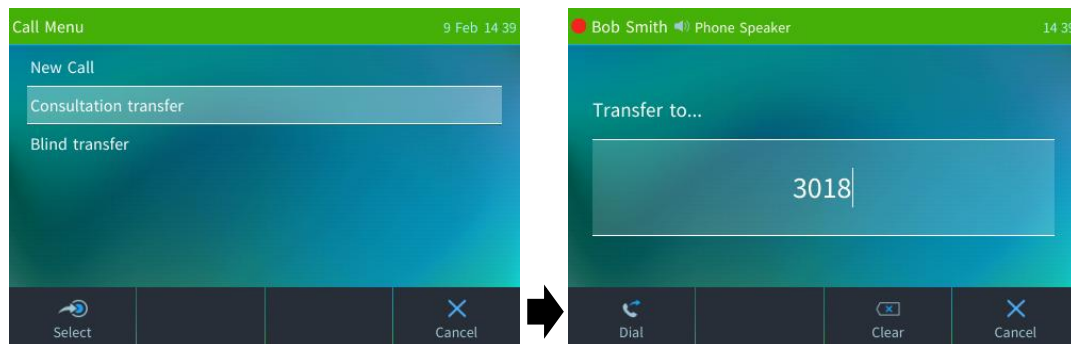 Call Menu 9 Feb 14 39
New Call
Consultation transfer
Blind transfer
Select Cancel
Bob Smith Phone Speaker 14 39
Transfer to...
3018
Dial Clear Cancel